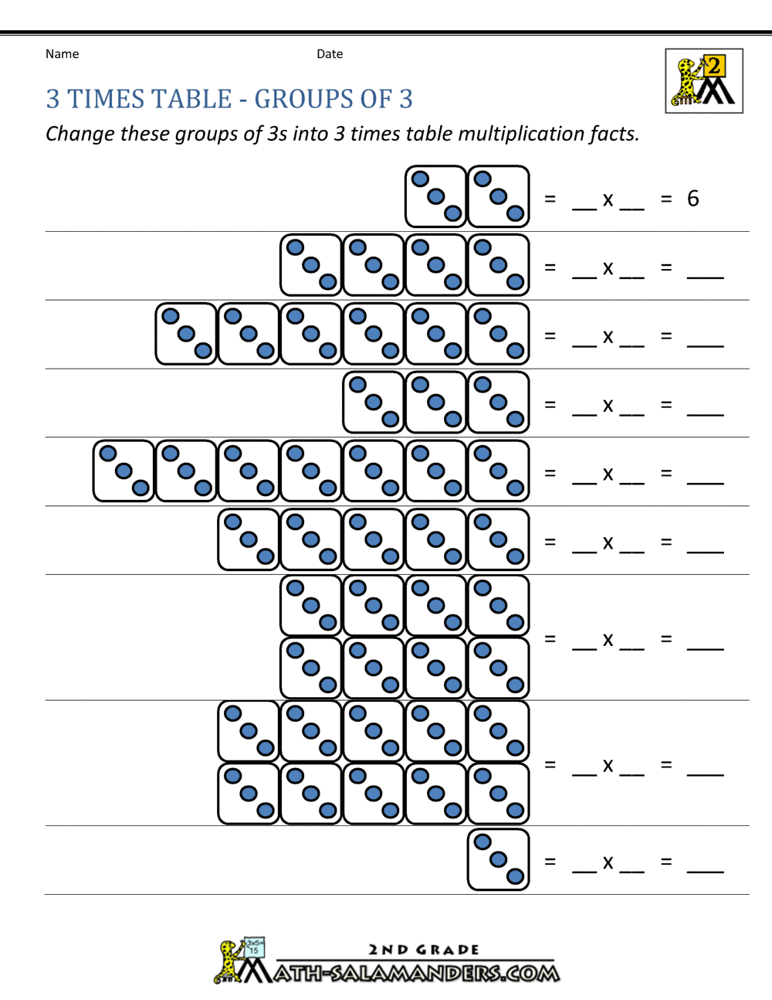 Name Date
2
3 TIMES TABLE - GROUPS OF 3
Change these groups of 3s into 3 times table multiplication facts.
= __ x __ = 6
= __ x __ = ___
= __ x __ = ___
= __ x __ = ___
= __ x __ = ___
= __ x __ = ___
= __ x __ = ___
= __ x __ = ___
= __ x __ = ___
3x5=
15
2ND GRADE
MATH-SALAMANDERS.COM